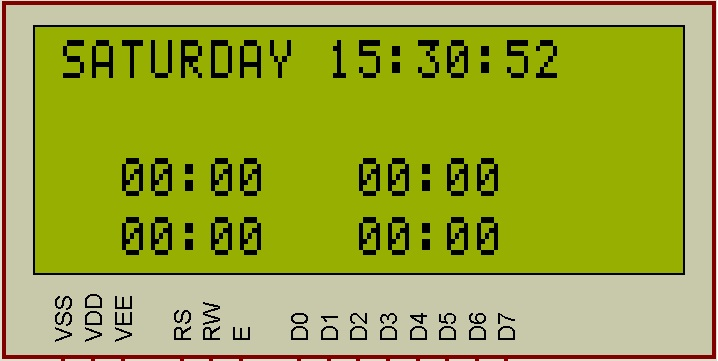 SATURDAY 15:30:52
00:00 00:00
00:00 00:00
VSS VDD VEE RS RW E D0 D1 D2 D3 D4 D5 D6 D7